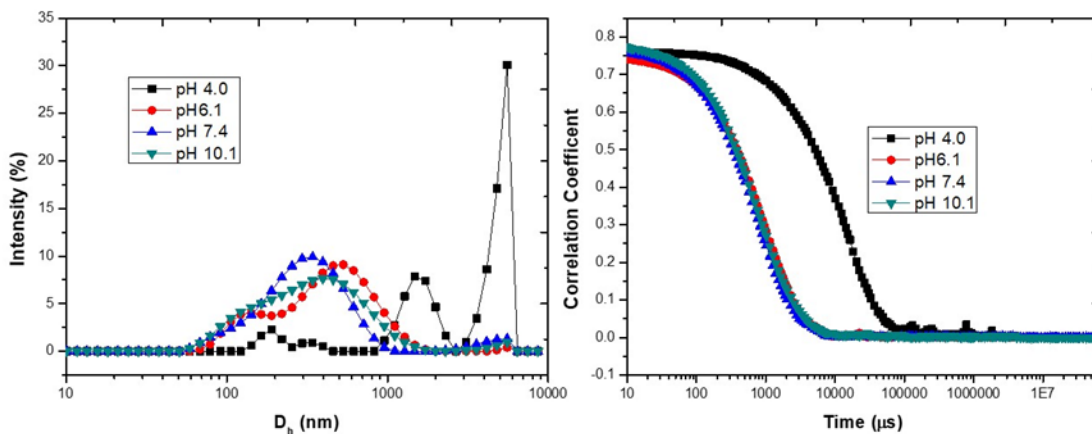 35
30
25
20
15
10
5
0
Intensity (%)
pH 4.0
pH6.1
pH 7.4
pH 10.1
10 100 1000 10000
D_h (nm)
0.8
0.7
0.6
0.5
0.4
0.3
0.2
0.1
0.0
-0.1
Correlation Coefficent
pH 4.0
pH6.1
pH 7.4
pH 10.1
10 100 1000 10000 100000 1000000 1E7
Time (μs)